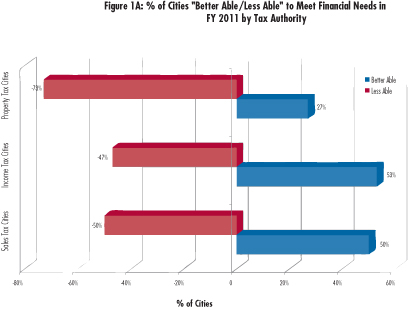 Figure 1A: % of Cities "Better Able/Less Able" to Meet Financial Needs in
FY 2011 by Tax Authority
Property Tax Cities
-73%
27%
Better Able
Less Able
Income Tax Cities
-47%
53%
Sales Tax Cities
-50%
50%
-80%
-60%
-40%
-20%
0
20%
40%
60%
% of Cities